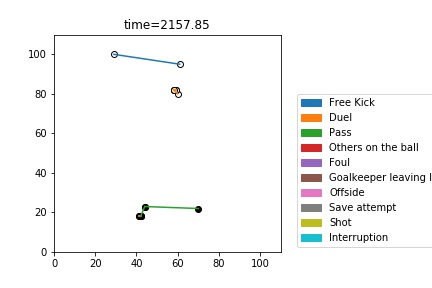 time=2157.85
100
80
60
40
20
0
0 20 40 60 80 100
Free Kick
Duel
Pass
Others on the ball
Foul
Goalkeeper leaving l
Offside
Save attempt
Shot
Interruption